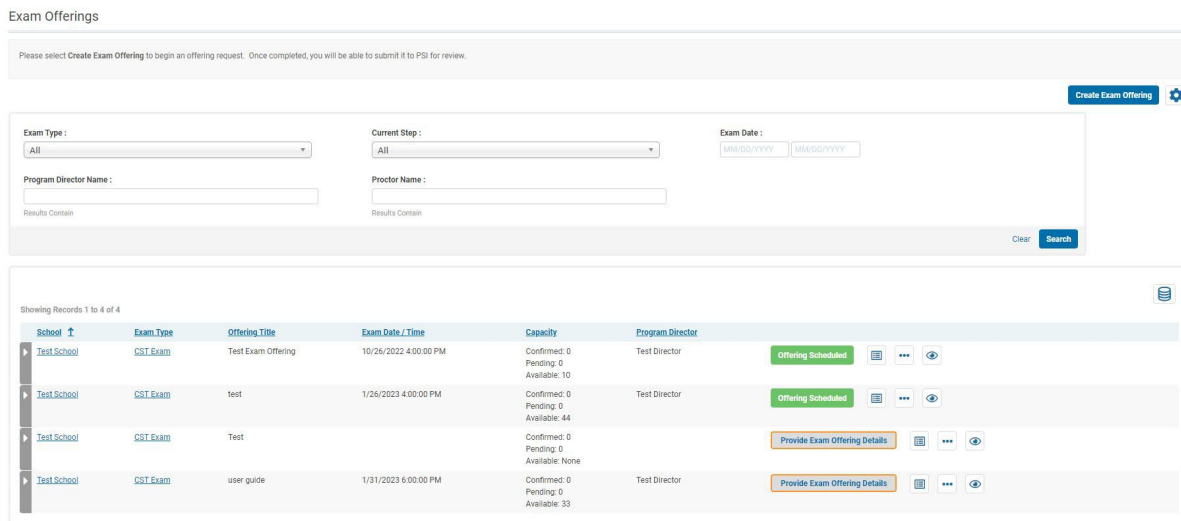 Exam Offerings
Please select Create Exam Offering to begin an offering request. Once completed, you will be able to submit it to PSI for review.
Create Exam Offering
Exam Type :
Current Step :
Exam Date :
All
All
MM/DD/YYYY MM/DD/YYYY
Program Director Name :
Proctor Name :
Results Contain
Results Contain
Clear Search
Showing Records 1 to 4 of 4
School ↑ Exam Type Offering Title Exam Date / Time Capacity Program Director
Test School CST Exam Test Exam Offering 10/26/2022 4:00:00 PM Confirmed: 0 Test Director Offering Scheduled
Pending: 0
Available: 10
Test School CST Exam test 1/26/2023 4:00:00 PM Confirmed: 0 Test Director Offering Scheduled
Pending: 0
Available: 44
Test School CST Exam Test Confirmed: 0 Provide Exam Offering Details
Pending: 0
Available: None
Test School CST Exam user guide 1/31/2023 6:00:00 PM Confirmed: 0 Test Director Provide Exam Offering Details
Pending: 0
Available: 33